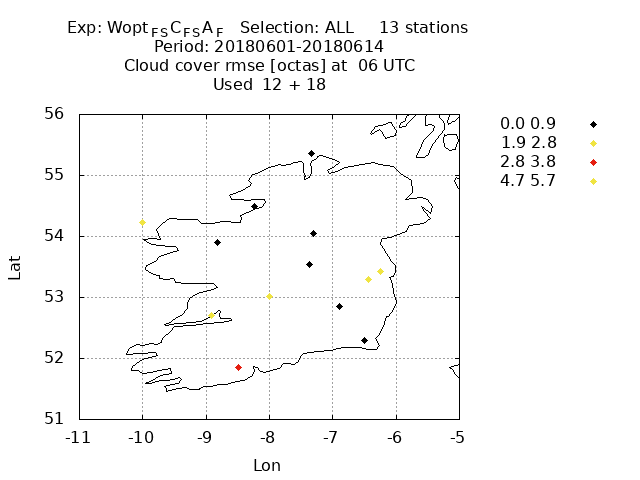 Exp: Wopt FS C FS A F Selection: ALL 13 stations
Period: 20180601-20180614
Cloud cover rmse [octas] at 06 UTC
Used 12 + 18
56
55
54
53
52
51
Lat
-11 -10 -9 -8 -7 -6 -5
Lon
0.0 0.9
1.9 2.8
2.8 3.8
4.7 5.7